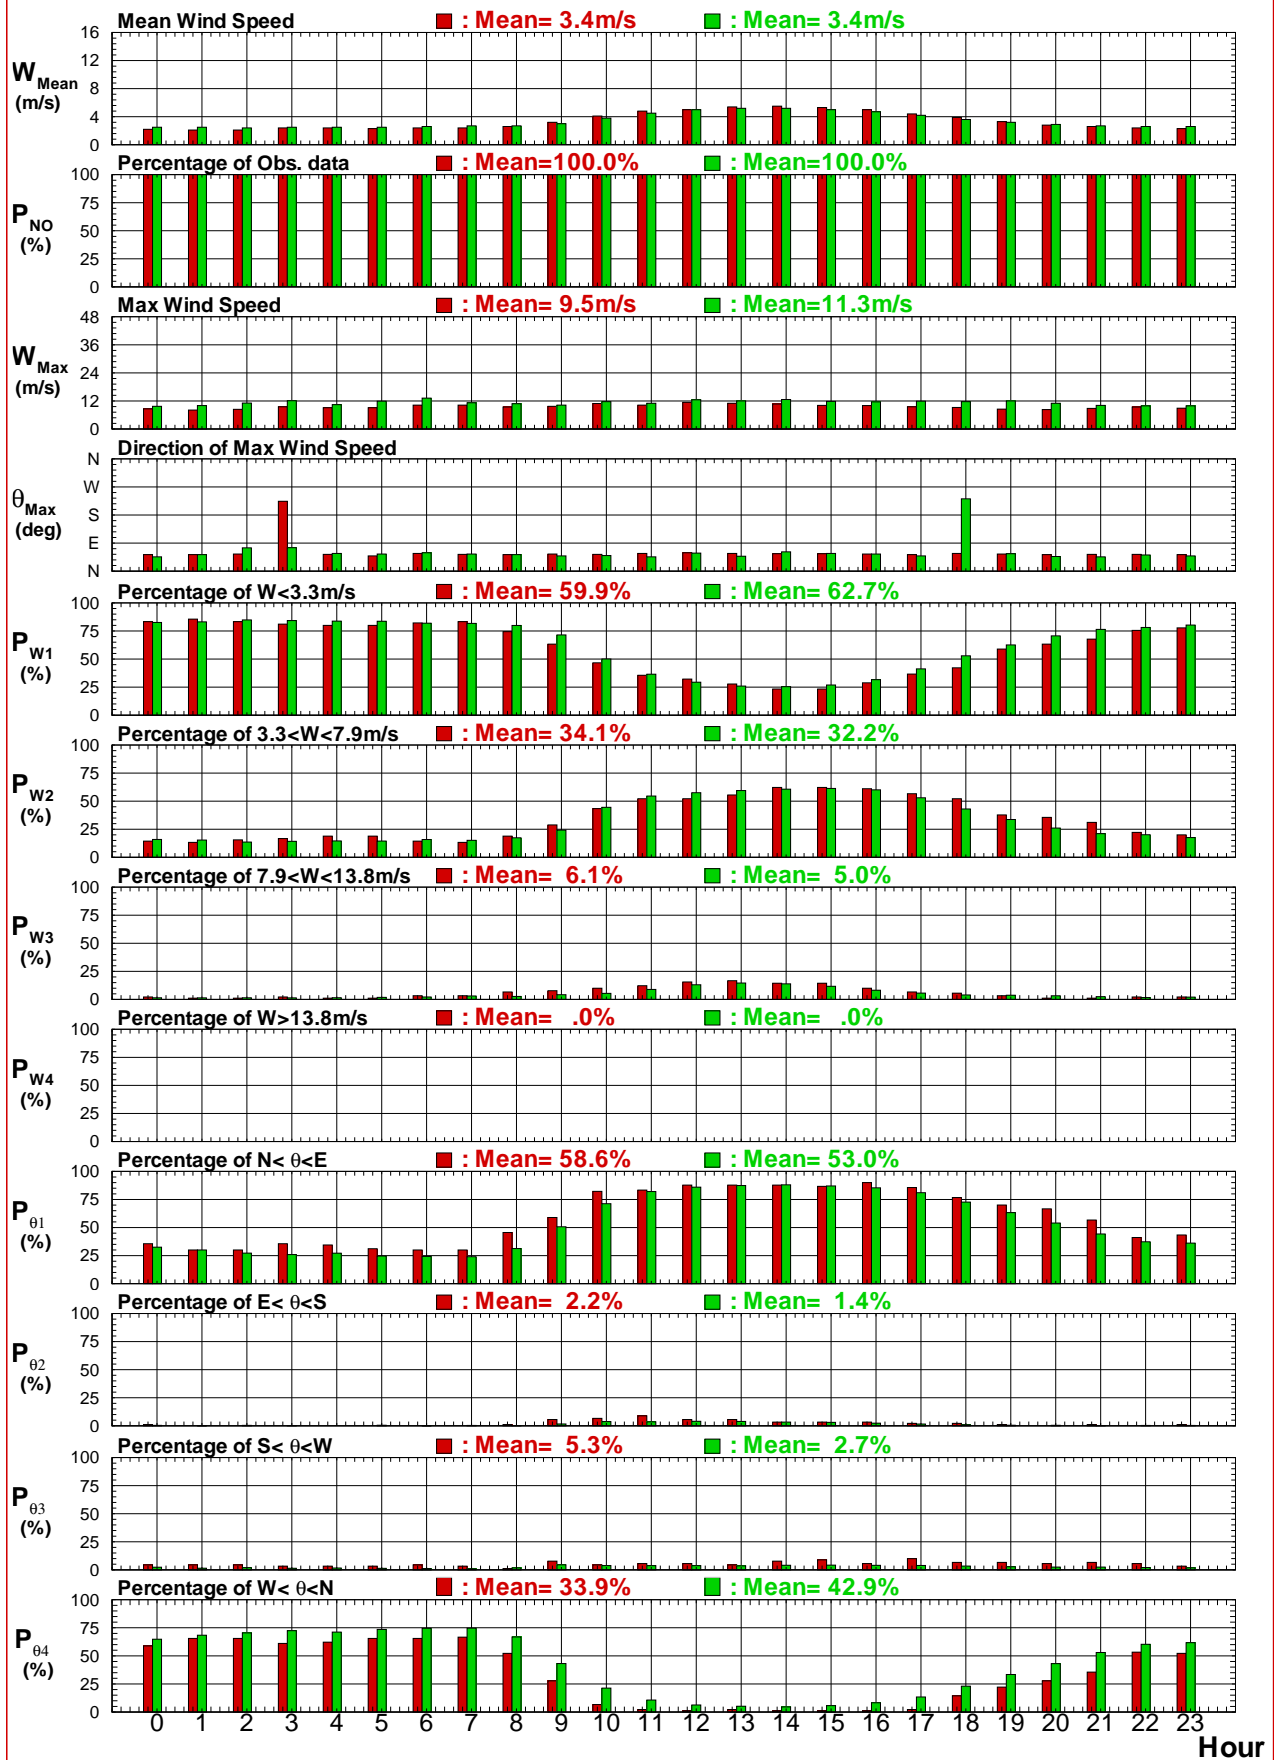 Mean Wind Speed ■ : Mean= 3.4m/s ■ : Mean= 3.4m/s
16
12
8
4
0
W Mean
(m/s)
Percentage of Obs. data ■ : Mean=100.0% ■ : Mean=100.0%
100
75
50
25
0
P NO
(%)
Max Wind Speed ■ : Mean= 9.5m/s ■ : Mean=11.3m/s
48
36
24
12
0
W Max
(m/s)
Direction of Max Wind Speed
N
W
S
E
N
θ Max
(deg)
Percentage of W<3.3m/s ■ : Mean= 59.9% ■ : Mean= 62.7%
100
75
50
25
0
P W1
(%)
Percentage of 3.3<W<7.9m/s ■ : Mean= 34.1% ■ : Mean= 32.2%
100
75
50
25
0
P W2
(%)
Percentage of 7.9<W<13.8m/s ■ : Mean= 6.1% ■ : Mean= 5.0%
100
75
50
25
0
P W3
(%)
Percentage of W>13.8m/s ■ : Mean= .0% ■ : Mean= .0%
100
75
50
25
0
P W4
(%)
Percentage of N< θ<E ■ : Mean= 58.6% ■ : Mean= 53.0%
100
75
50
25
0
P θ1
(%)
Percentage of E< θ<S ■ : Mean= 2.2% ■ : Mean= 1.4%
100
75
50
25
0
P θ2
(%)
Percentage of S< θ<W ■ : Mean= 5.3% ■ : Mean= 2.7%
100
75
50
25
0
P θ3
(%)
Percentage of W< θ<N ■ : Mean= 33.9% ■ : Mean= 42.9%
100
75
50
25
0
P θ4
(%)
0 1 2 3 4 5 6 7 8 9 10 11 12 13 14 15 16 17 18 19 20 21 22 23
Hour